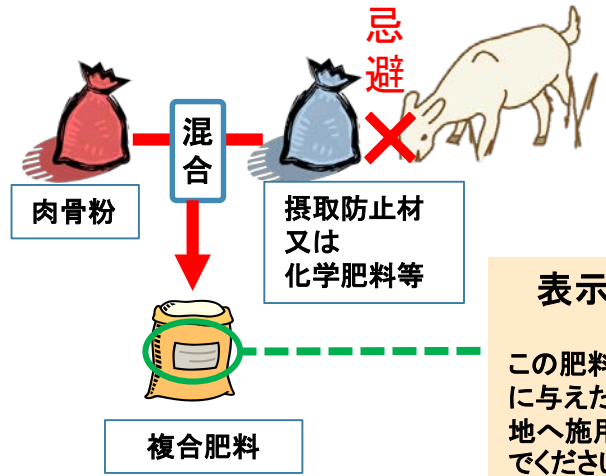 忌避
混合
肉骨粉
摂取防止材
又は
化学肥料等
複合肥料
表示
この肥料
に与えた
地へ施用
でください